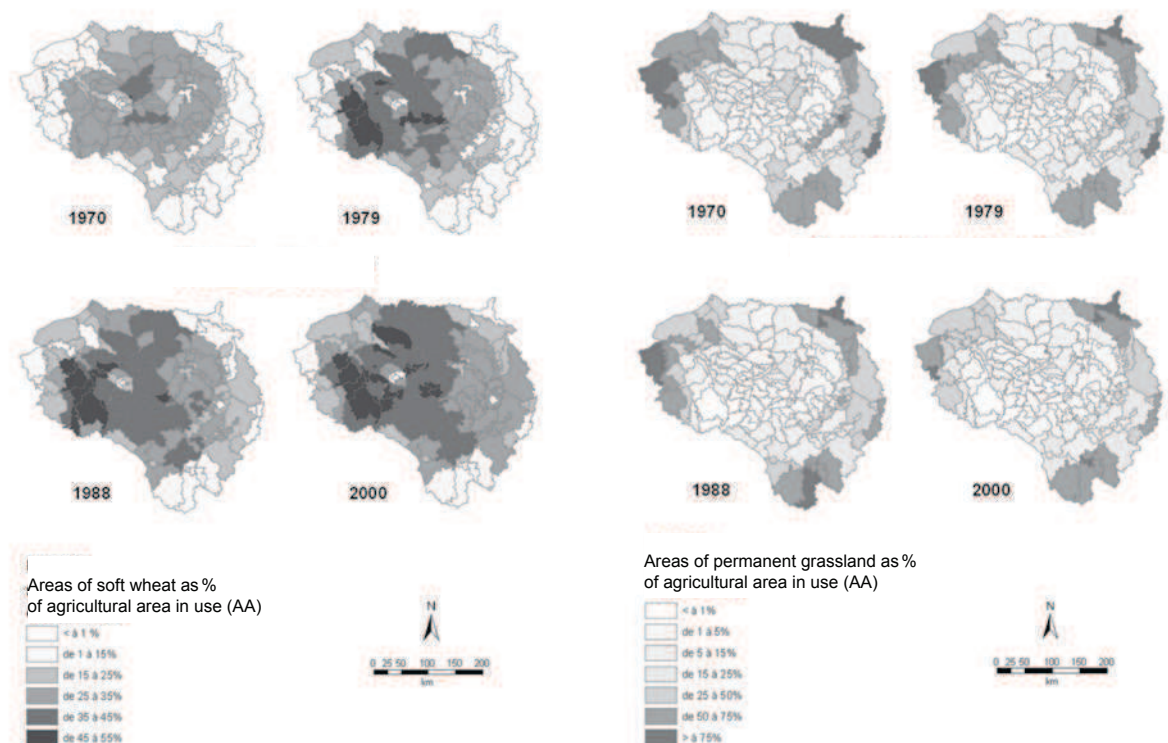 1970
1979
1988
2000
Areas of soft wheat as %
of agricultural area in use (AA)
< à 1 %
de 1 à 15%
de 15 à 25%
de 25 à 35%
de 35 à 45%
de 45 à 55%
N
0 25 50 100 150 200
km
1970
1979
1988
2000
Areas of permanent grassland as %
of agricultural area in use (AA)
< à 1%
de 1 à 5%
de 5 à 15%
de 15 à 25%
de 25 à 50%
de 50 à 75%
> à 75%
N
0 25 50 100 150 200
km